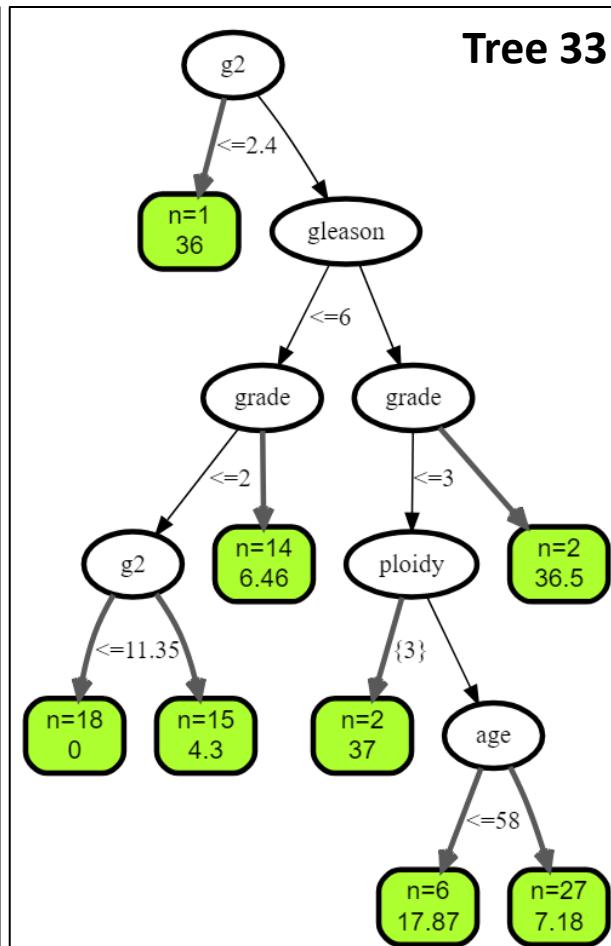 Tree 33
g2
<=2.4
n=1
36
gleason
<=6
grade
grade
<=2
<=3
g2
n=14
6.46
ploidy
n=2
36.5
<=11.35
{3}
n=18
0
n=15
4.3
n=2
37
age
<=58
n=6
17.87
n=27
7.18